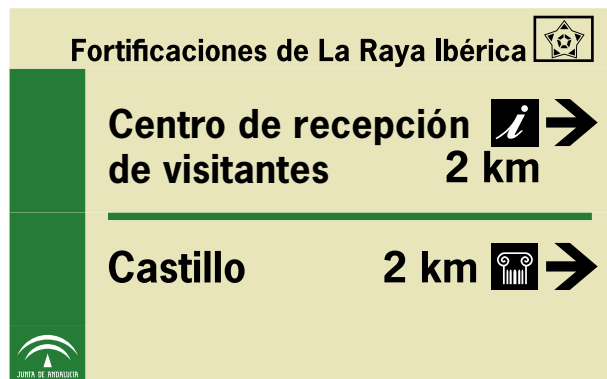 Fortificaciones de La Raya Ibérica
Centro de recepción i
de visitantes 2 km
Castillo 2 km
JUNTA DE ANDALUCIA